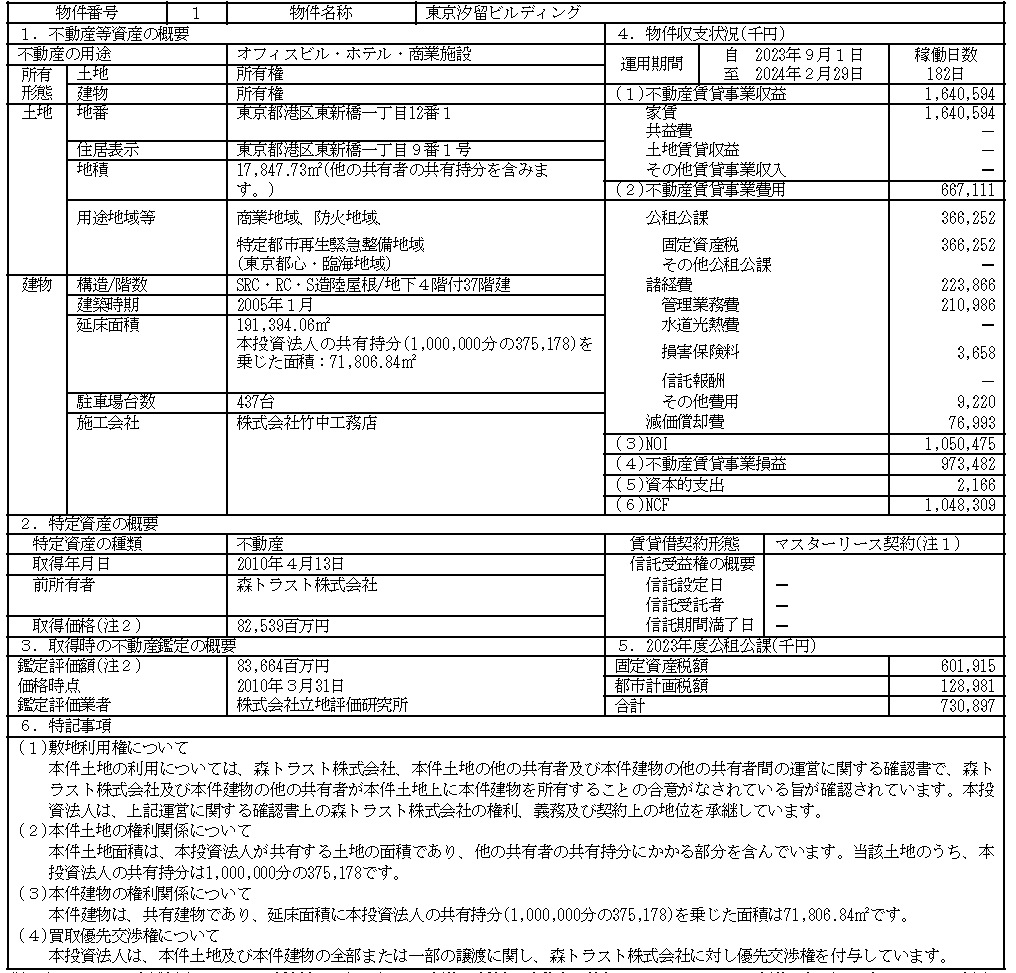 物件番号 1 物件名称 東京汐留ビルディング
1．不動産等資産の概要
不動産の用途 オフィスビル・ホテル・商業施設
所有形態 土地 所有権
建物 所有権
土地 地番 東京都港区東新橋一丁目12番1
住居表示 東京都港区東新橋一丁目9番1号
地積 17,847.73㎡(他の共有者の共有持分を含みま
す。)
用途地域等 商業地域、防火地域、
特定都市再生緊急整備地域
(東京都心・臨海地域)
建物 構造/階数 SRC・RC・S造陸屋根/地下4階付37階建
建築時期 2005年1月
延床面積 191,394.06㎡
本投資法人の共有持分(1,000,000分の375,178)を
乗じた面積：71,806.84㎡
駐車場台数 437台
施工会社 株式会社竹中工務店
4．物件収支状況(千円)
運用期間 自 2023年9月1日 稼働日数
至 2024年2月29日 182日
(1)不動産賃貸事業収益 1,640,594
家賃 1,640,594
共益費 －
土地賃貸収益 －
その他賃貸事業収入 －
(2)不動産賃貸事業費用 667,111
公租公課 366,252
固定資産税 366,252
その他公租公課 －
諸経費 223,866
管理業務費 210,986
水道光熱費 －
損害保険料 3,658
信託報酬 －
その他費用 9,220
減価償却費 76,993
(3)NOI 1,050,475
(4)不動産賃貸事業損益 973,482
(5)資本的支出 2,166
(6)NCF 1,048,309
2．特定資産の概要
特定資産の種類 不動産
取得年月日 2010年4月13日
前所有者 森トラスト株式会社
取得価格(注2) 82,539百万円
賃貸借契約形態 マスターリース契約(注1)
信託受益権の概要
信託設定日 －
信託受託者 －
信託期間満了日 －
3．取得時の不動産鑑定の概要
鑑定評価額(注2) 83,664百万円
価格時点 2010年3月31日
鑑定評価業者 株式会社立地評価研究所
5．2023年度公租公課(千円)
固定資産税額 601,915
都市計画税額 128,981
合計 730,897
6．特記事項
(1)敷地利用権について
本件土地の利用については、森トラスト株式会社、本件土地の他の共有者及び本件建物の他の共有者間の運営に関する確認書で、森ト
ラスト株式会社及び本件建物の他の共有者が本件土地上に本件建物を所有することの合意がなされている旨が確認されています。本投
資法人は、上記運営に関する確認書上の森トラスト株式会社の権利、義務及び契約上の地位を承継しています。
(2)本件土地の権利関係について
本件土地面積は、本投資法人が共有する土地の面積であり、他の共有者の共有持分にかかる部分を含んでいます。当該土地のうち、本
投資法人の共有持分は1,000,000分の375,178です。
(3)本件建物の権利関係について
本件建物は、共有建物であり、延床面積に本投資法人の共有持分(1,000,000分の375,178)を乗じた面積は71,806.84㎡です。
(4)買取優先交渉権について
本投資法人は、本件土地及び本件建物の全部または一部の譲渡に関し、森トラスト株式会社に対し優先交渉権を付与しています。